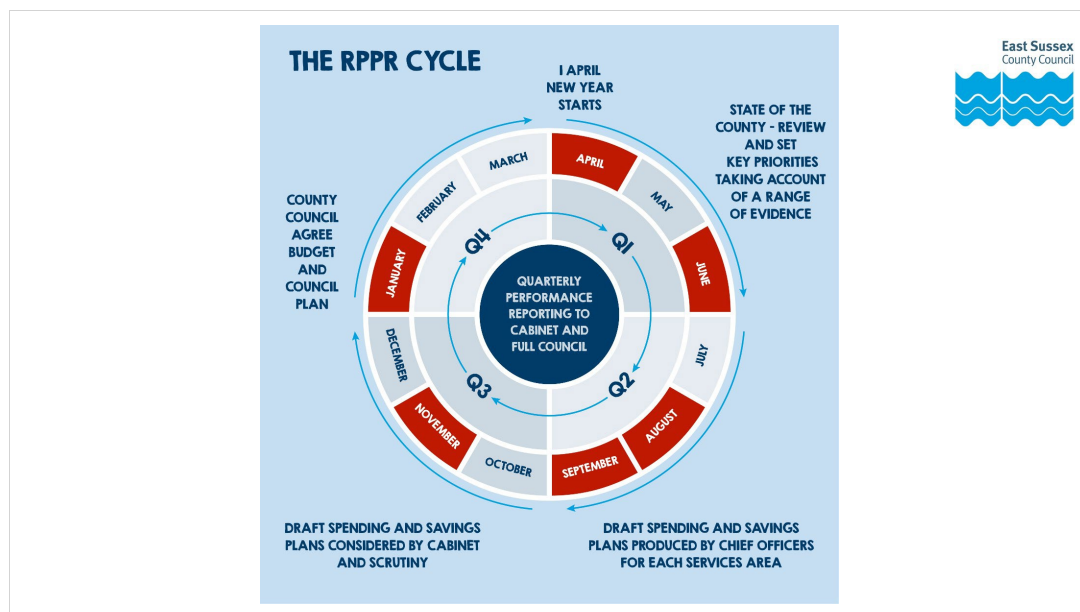 THE RPPR CYCLE
East Sussex
County Council
1 APRIL
NEW YEAR
STARTS
STATE OF THE
COUNTY - REVIEW
AND SET
KEY PRIORITIES
TAKING ACCOUNT
OF A RANGE
OF EVIDENCE
COUNTY
COUNCIL
AGREE
BUDGET
AND
COUNCIL
PLAN
APRIL
MAY
JUNE
JULY
AUGUST
SEPTEMBER
OCTOBER
NOVEMBER
DECEMBER
JANUARY
FEBRUARY
MARCH
Q1
Q2
Q3
Q4
QUARTERLY
PERFORMANCE
REPORTING TO
CABINET AND
FULL COUNCIL
DRAFT SPENDING AND SAVINGS
PLANS CONSIDERED BY CABINET
AND SCRUTINY
DRAFT SPENDING AND SAVINGS
PLANS PRODUCED BY CHIEF OFFICERS
FOR EACH SERVICES AREA